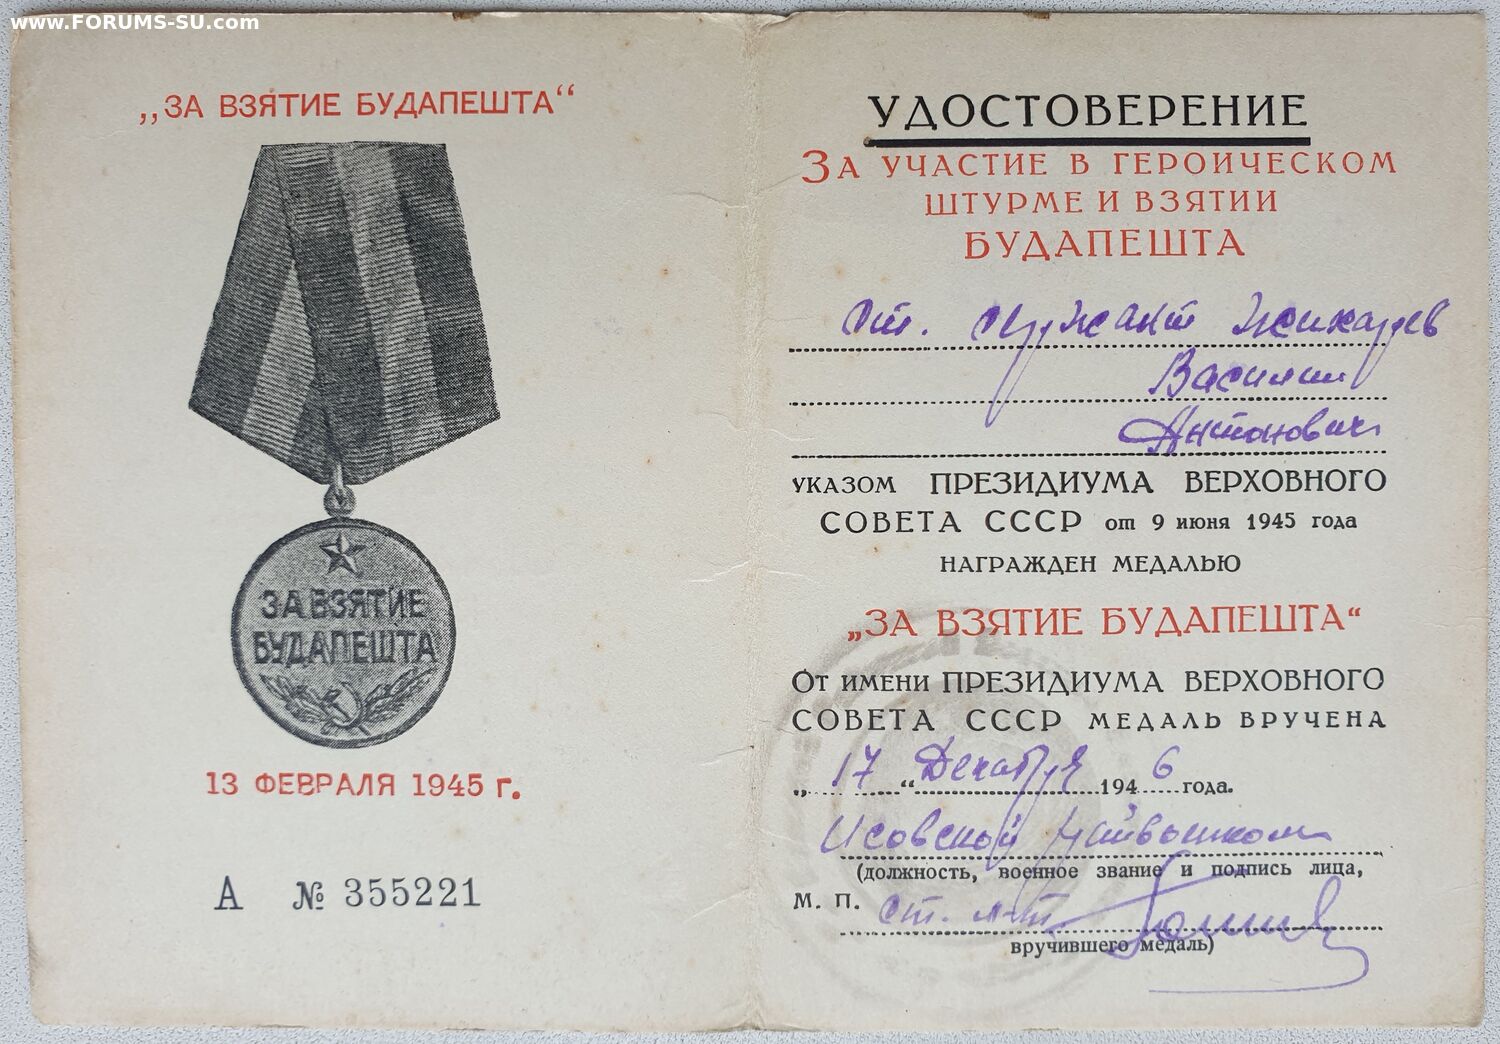 www.FORUMS-SU.com
„ЗА ВЗЯТИЕ БУДАПЕШТА“
ЗА ВЗЯТИЕ
БУДАПЕШТА
13 ФЕВРАЛЯ 1945 г.
А № 355221
УДОСТОВЕРЕНИЕ
ЗА УЧАСТИЕ В ГЕРОИЧЕСКОМ
ШТУРМЕ И ВЗЯТИИ
БУДАПЕШТА
Ст. сержант Жихарев
Василий
Антонович
УКАЗОМ ПРЕЗИДИУМА ВЕРХОВНОГО
СОВЕТА СССР от 9 июня 1945 года
НАГРАЖДЕН МЕДАЛЬЮ
„ЗА ВЗЯТИЕ БУДАПЕШТА“
ОТ ИМЕНИ ПРЕЗИДИУМА ВЕРХОВНОГО
СОВЕТА СССР МЕДАЛЬ ВРУЧЕНА
„17“ Декабря 1946 года.
Исовской Райвоенком
(должность, военное звание и подпись лица,
М. П. ст. л-т
вручившего медаль)